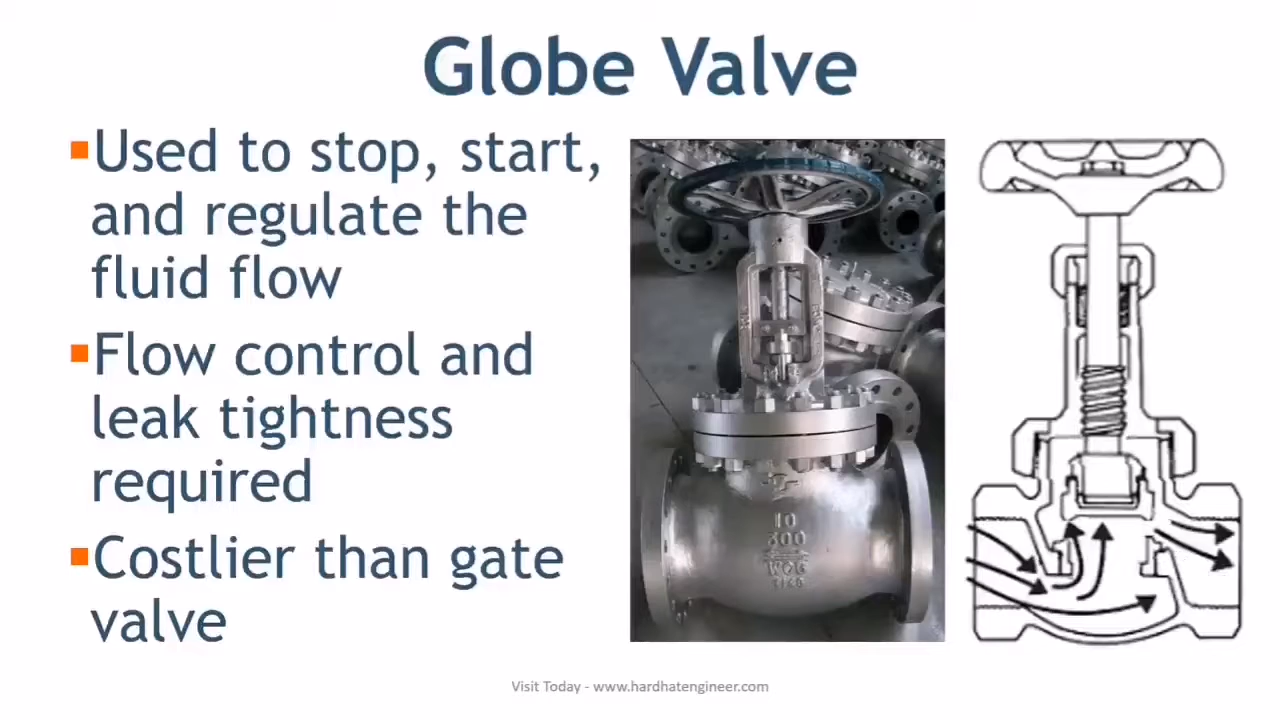 Globe Valve
Used to stop, start,
and regulate the
fluid flow
Flow control and
leak tightness
required
Costlier than gate
valve
10
300
Visit Today - www.hardhatengineer.com